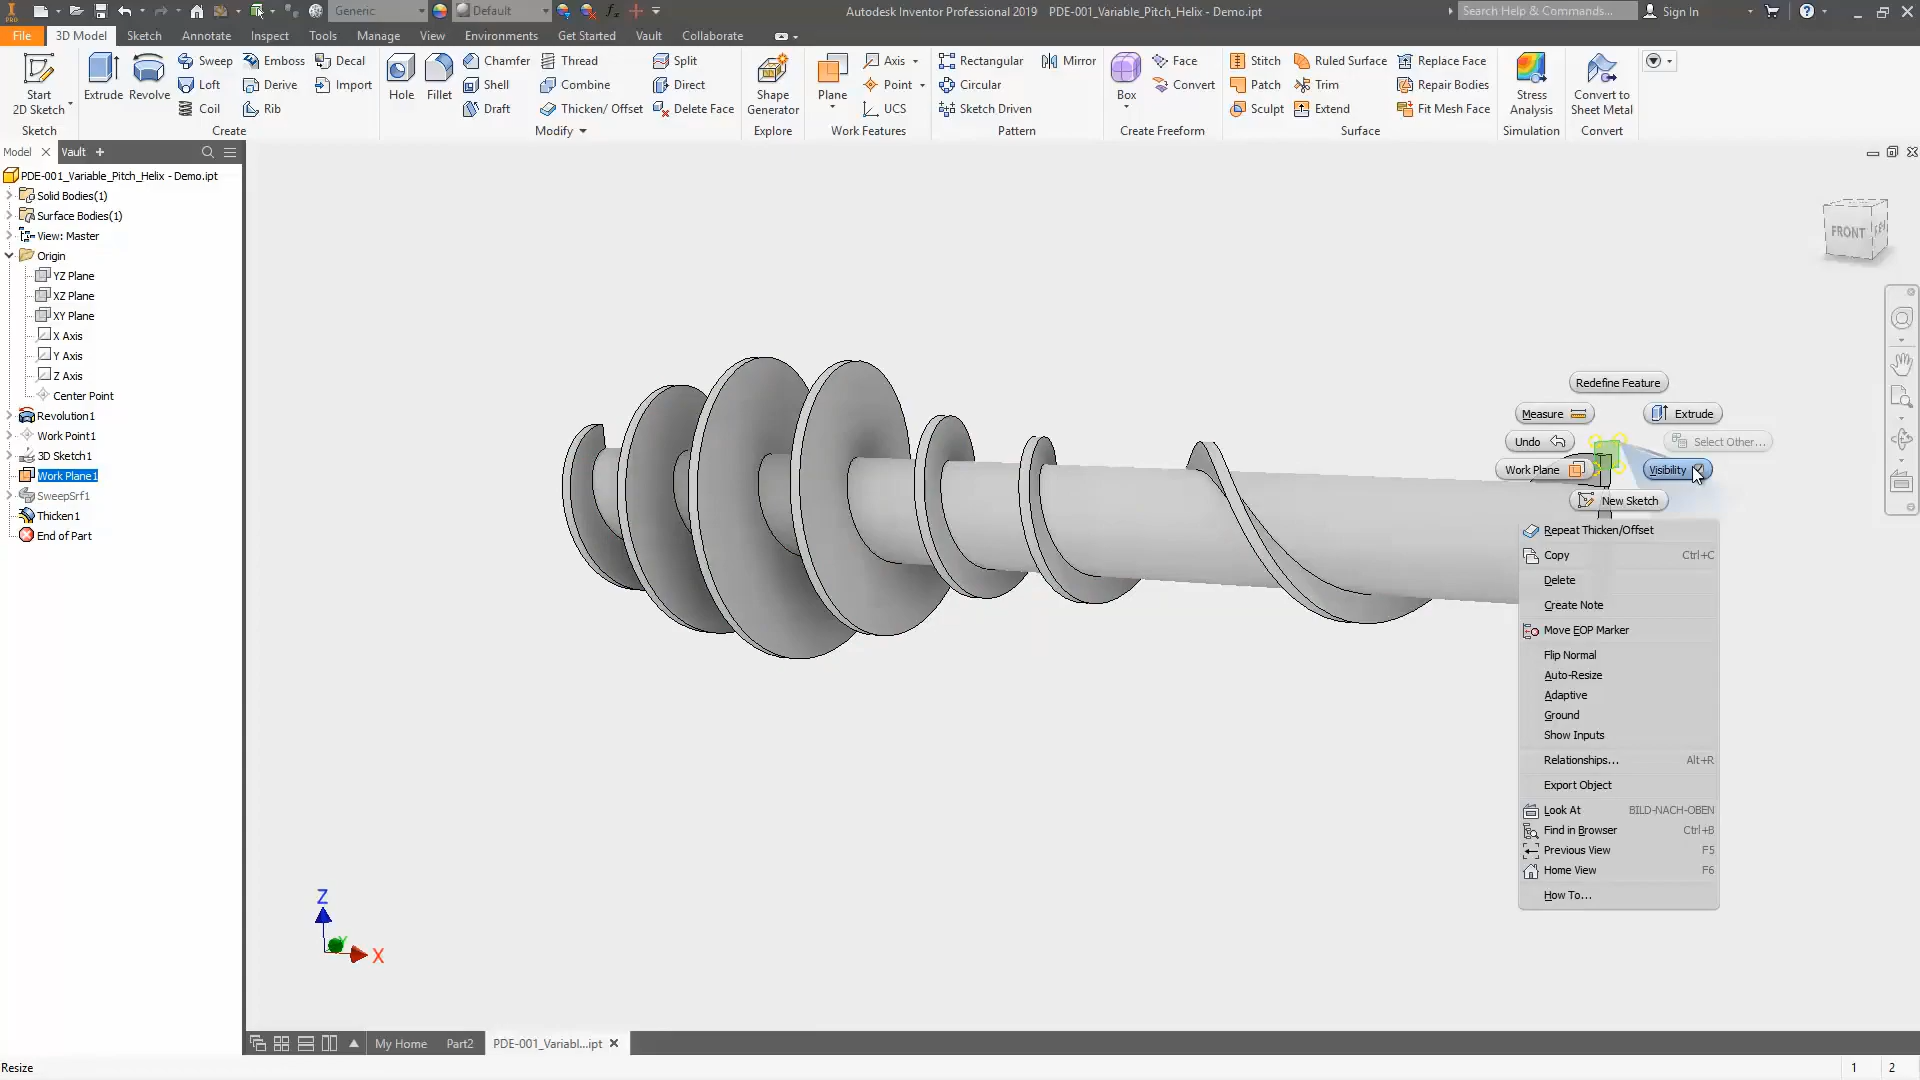 PRO
Generic
Default
Autodesk Inventor Professional 2019 PDE-001_Variable_Pitch_Helix - Demo.ipt
Search Help & Commands...
Sign In
File 3D Model Sketch Annotate Inspect Tools Manage View Environments Get Started Vault Collaborate
Start
2D Sketch
Sketch
Extrude
Revolve
Sweep
Loft
Coil
Emboss
Derive
Rib
Decal
Import
Create
Hole
Fillet
Chamfer
Shell
Draft
Thread
Combine
Thicken/ Offset
Split
Direct
Delete Face
Modify
Shape
Generator
Explore
Plane
Axis
Point
UCS
Work Features
Rectangular
Circular
Sketch Driven
Mirror
Pattern
Box
Face
Convert
Create Freeform
Stitch
Patch
Sculpt
Ruled Surface
Trim
Extend
Replace Face
Repair Bodies
Fit Mesh Face
Surface
Stress
Analysis
Simulation
Convert to
Sheet Metal
Convert
Model
Vault
PDE-001_Variable_Pitch_Helix - Demo.ipt
Solid Bodies(1)
Surface Bodies(1)
View: Master
Origin
YZ Plane
XZ Plane
XY Plane
X Axis
Y Axis
Z Axis
Center Point
Revolution1
Work Point1
3D Sketch1
Work Plane1
SweepSrf1
Thicken1
End of Part
FRONT
Redefine Feature
Measure
Extrude
Undo
Select Other...
Work Plane
Visibility
New Sketch
Repeat Thicken/Offset
Copy Ctrl+C
Delete
Create Note
Move EOP Marker
Flip Normal
Auto-Resize
Adaptive
Ground
Show Inputs
Relationships... Alt+R
Export Object
Look At BILD-NACH-OBEN
Find in Browser Ctrl+B
Previous View F5
Home View F6
How To...
Z
Y
X
My Home
Part2
PDE-001_Variabl...ipt
Resize
1 2